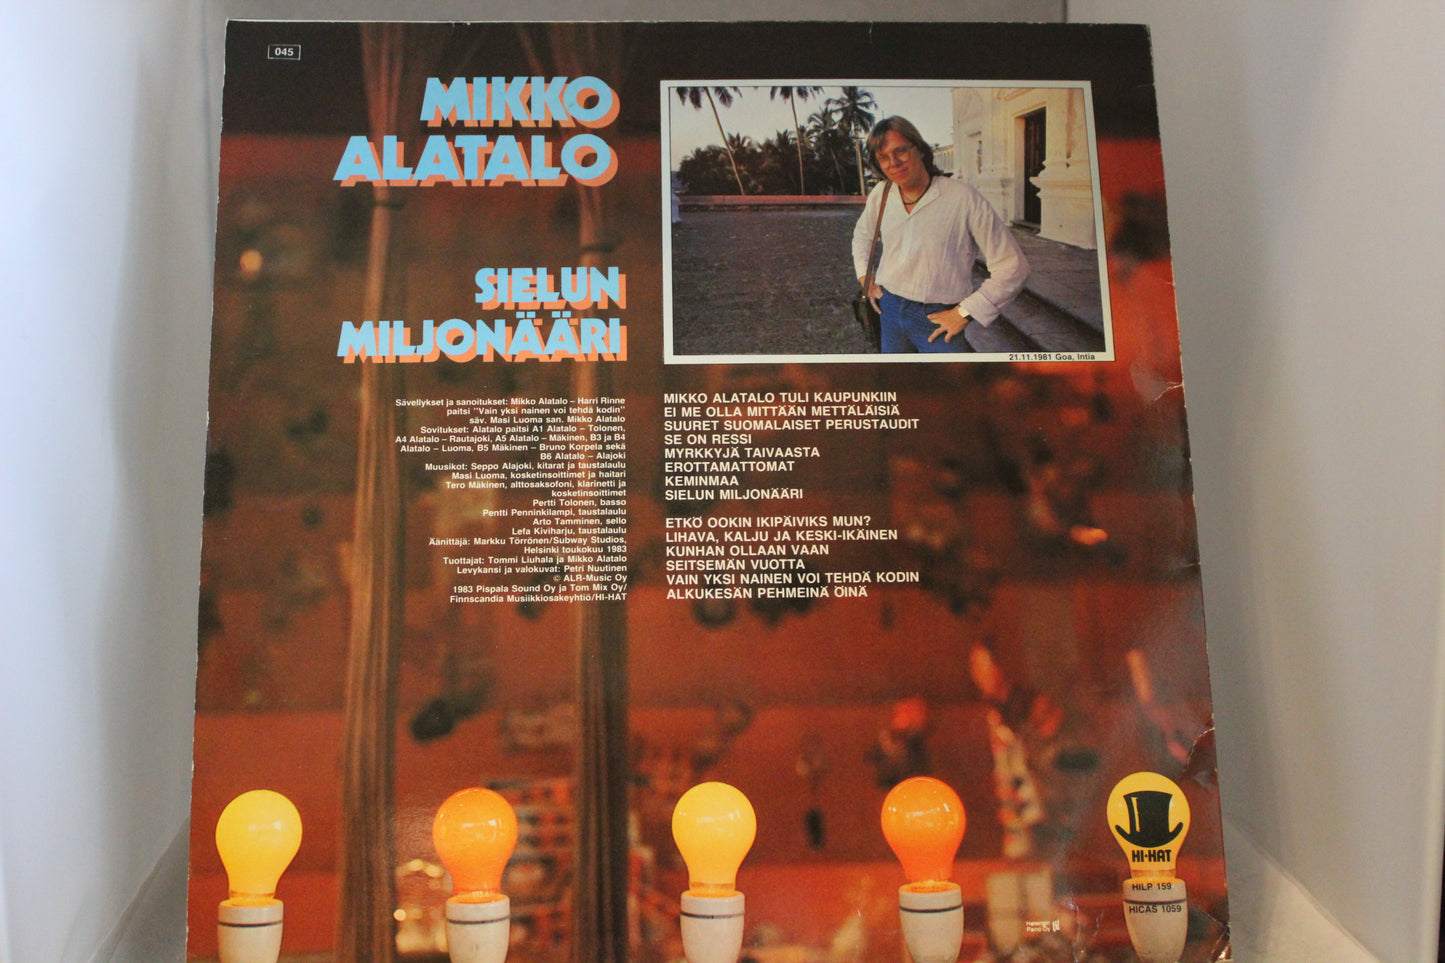 045
MIKKO
ALATALO
SIELUN
MILJONÄÄRI
21.11.1981 Goa, Intia
Sävellykset ja sanoitukset: Mikko Alatalo – Harri Rinne
paitsi "Vain yksi nainen voi tehdä kodin"
säv. Masi Luoma san. Mikko Alatalo
Sovitukset: Alatalo paitsi A1 Alatalo – Tolonen,
A4 Alatalo – Rautajoki, A5 Alatalo – Mäkinen, B3 ja B4
Alatalo – Luoma, B5 Mäkinen – Bruno Korpela sekä
B6 Alatalo – Alajoki
Muusikot: Seppo Alajoki, kitarat ja taustalaulu
Masi Luoma, kosketinsoittimet ja haitari
Tero Mäkinen, alttosaksofoni, klarinetti ja
kosketinsoittimet
Pertti Tolonen, basso
Pentti Penninkilampi, taustalaulu
Arto Tamminen, sello
Lefa Kiviharju, taustalaulu
Äänittäjä: Markku Törrönen/Subway Studios,
Helsinki toukokuu 1983
Tuottajat: Tommi Liuhala ja Mikko Alatalo
Levykansi ja valokuvat: Petri Nuutinen
© ALR-Music Oy
1983 Pispala Sound Oy ja Tom Mix Oy/
Finnscandia Musiikkiosakeyhtiö/HI-HAT
MIKKO ALATALO TULI KAUPUNKIIN
EI ME OLLA MITTÄÄN METTÄLÄISIÄ
SUURET SUOMALAISET PERUSTAUDIT
SE ON RESSI
MYRKKYJÄ TAIVAASTA
EROTTAMATTOMAT
KEMINMAA
SIELUN MILJONÄÄRI
ETKÖ OOKIN IKIPÄIVIKS MUN?
LIHAVA, KALJU JA KESKI-IKÄINEN
KUNHAN OLLAAN VAAN
SEITSEMÄN VUOTTA
VAIN YKSI NAINEN VOI TEHDÄ KODIN
ALKUKESÄN PEHMEINÄ ÖINÄ
HI-HAT
HILP 159
HICAS 1059
Helsingin
Paino Oy